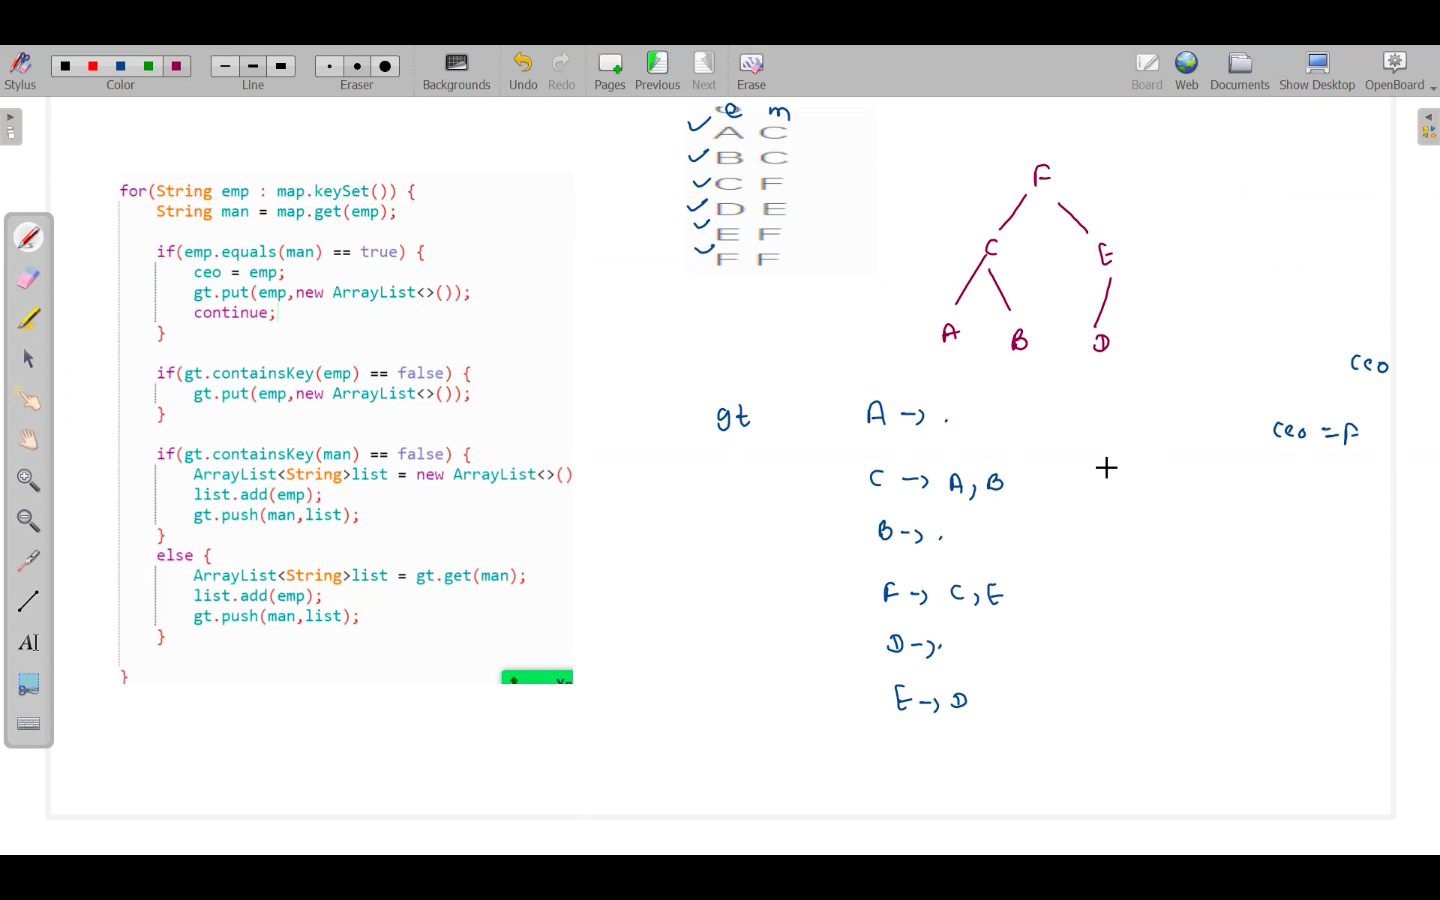 Stylus
Color
Line
Eraser
Backgrounds
Undo
Redo
Pages
Previous
Next
Erase
Board
Web
Documents
Show Desktop
OpenBoard
for(String emp : map.keySet()) {
String man = map.get(emp);
if(emp.equals(man) == true) {
ceo = emp;
gt.put(emp,new ArrayList<>());
continue;
}
if(gt.containsKey(emp) == false) {
gt.put(emp,new ArrayList<>());
}
if(gt.containsKey(man) == false) {
ArrayList<String>list = new ArrayList<>()
list.add(emp);
gt.push(man,list);
}
else {
ArrayList<String>list = gt.get(man);
list.add(emp);
gt.push(man,list);
}
}
e m
A C
B C
C F
D E
E F
F F
F
C E
A B D
ceo
gt
ceo = F
A -> .
C -> A, B
B -> .
F -> C, E
D -> .
E -> D
AI